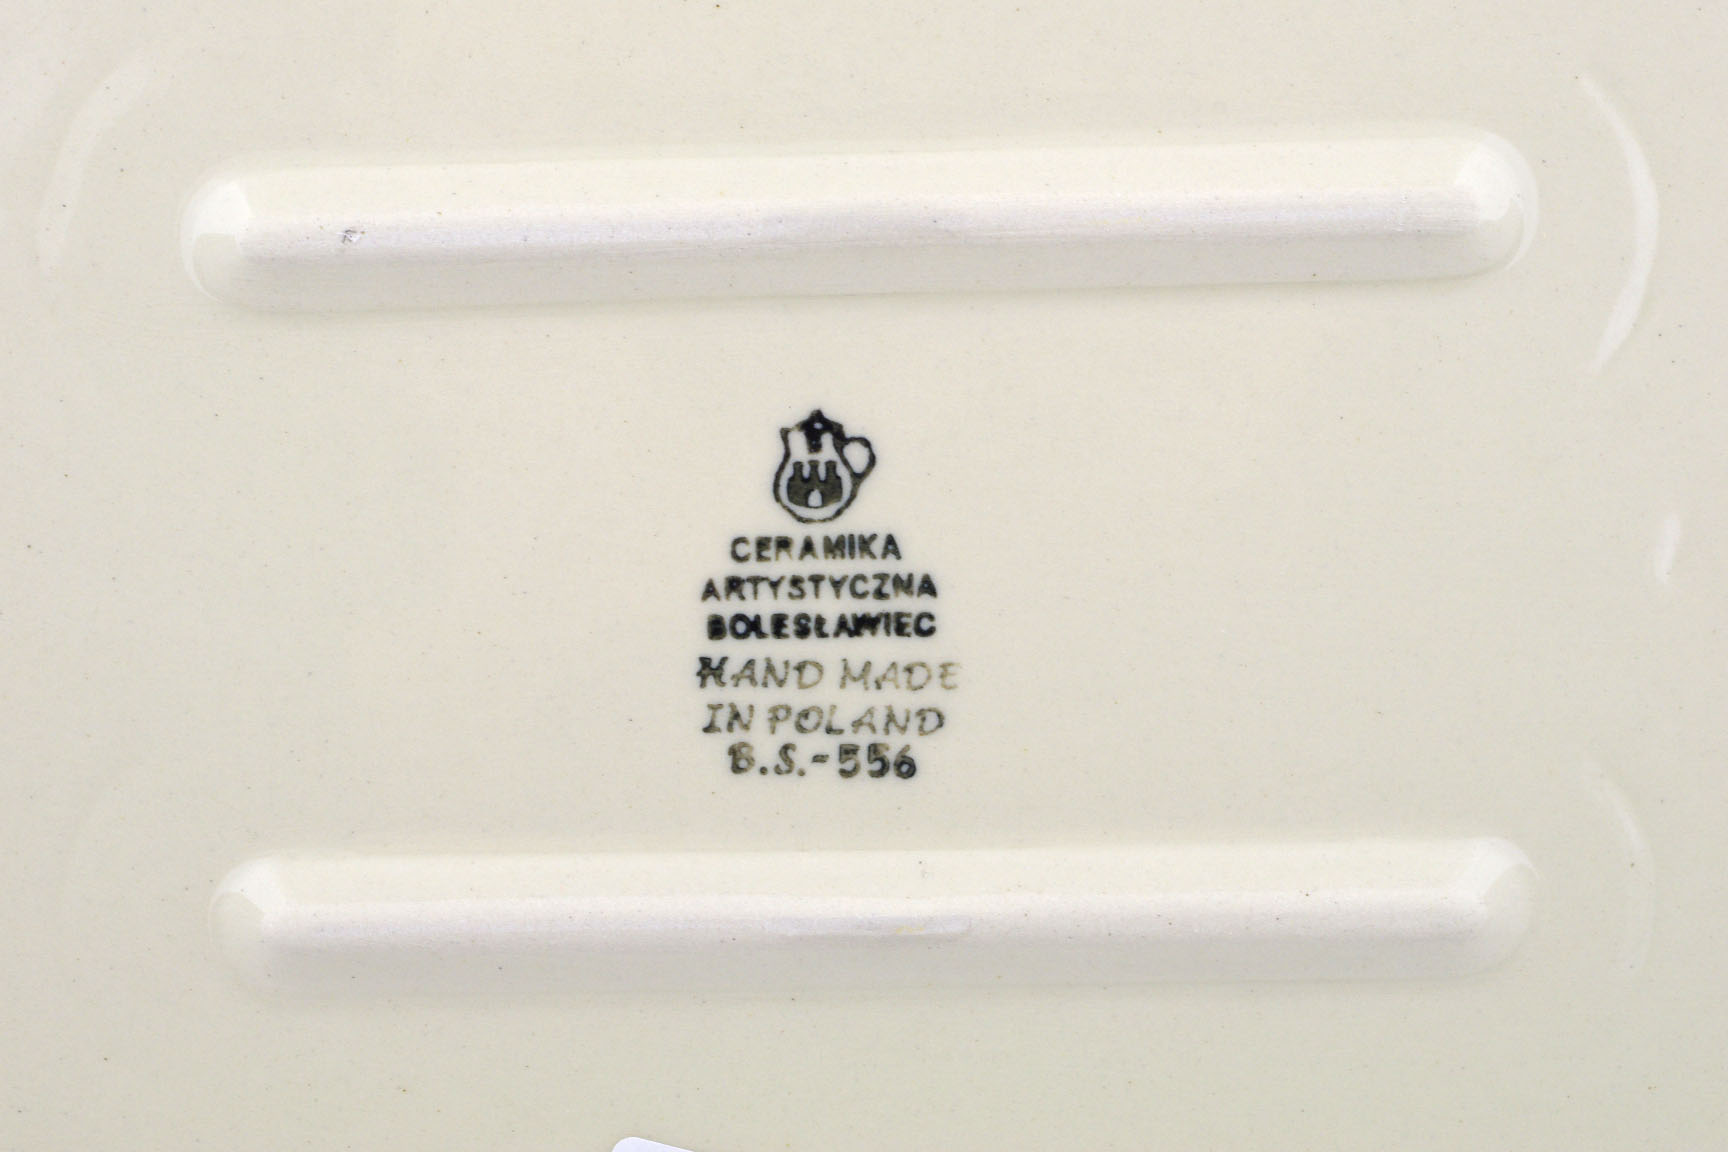 CERAMIKA
ARTYSTYCZNA
BOLESŁAWIEC
HAND MADE
IN POLAND
B.S.-556